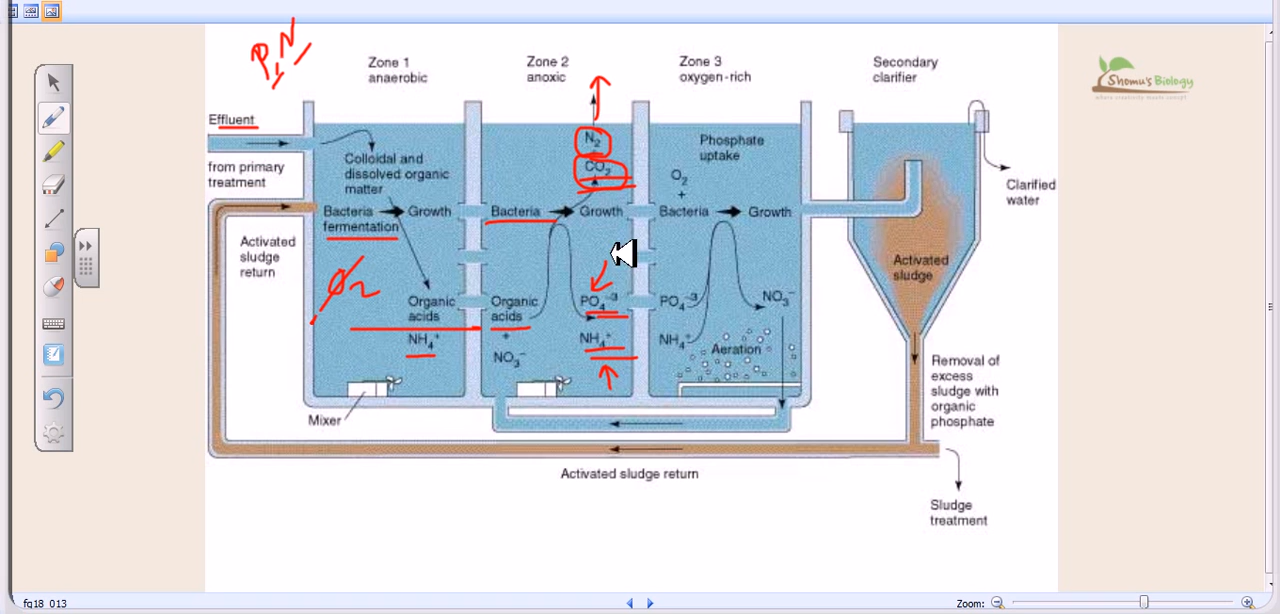 P, N
Zone 1
anaerobic
Zone 2
anoxic
Zone 3
oxygen-rich
Secondary
clarifier
Shomu's Biology
Effluent
from primary
treatment
Colloidal and
dissolved organic
matter
Bacteria
fermentation
Growth
Organic
acids
NH₄⁺
Mixer
N₂
+
CO₂
Bacteria
Growth
Organic
acids
+
NO₃⁻
PO₄⁻³
NH₄⁺
Phosphate
uptake
O₂
+
Bacteria
Growth
PO₄⁻³
NO₃⁻
NH₄⁺
Aeration
Activated
sludge
Clarified
water
Activated
sludge
return
Removal of
excess
sludge with
organic
phosphate
Activated sludge return
Sludge
treatment
fg18_013
Zoom: